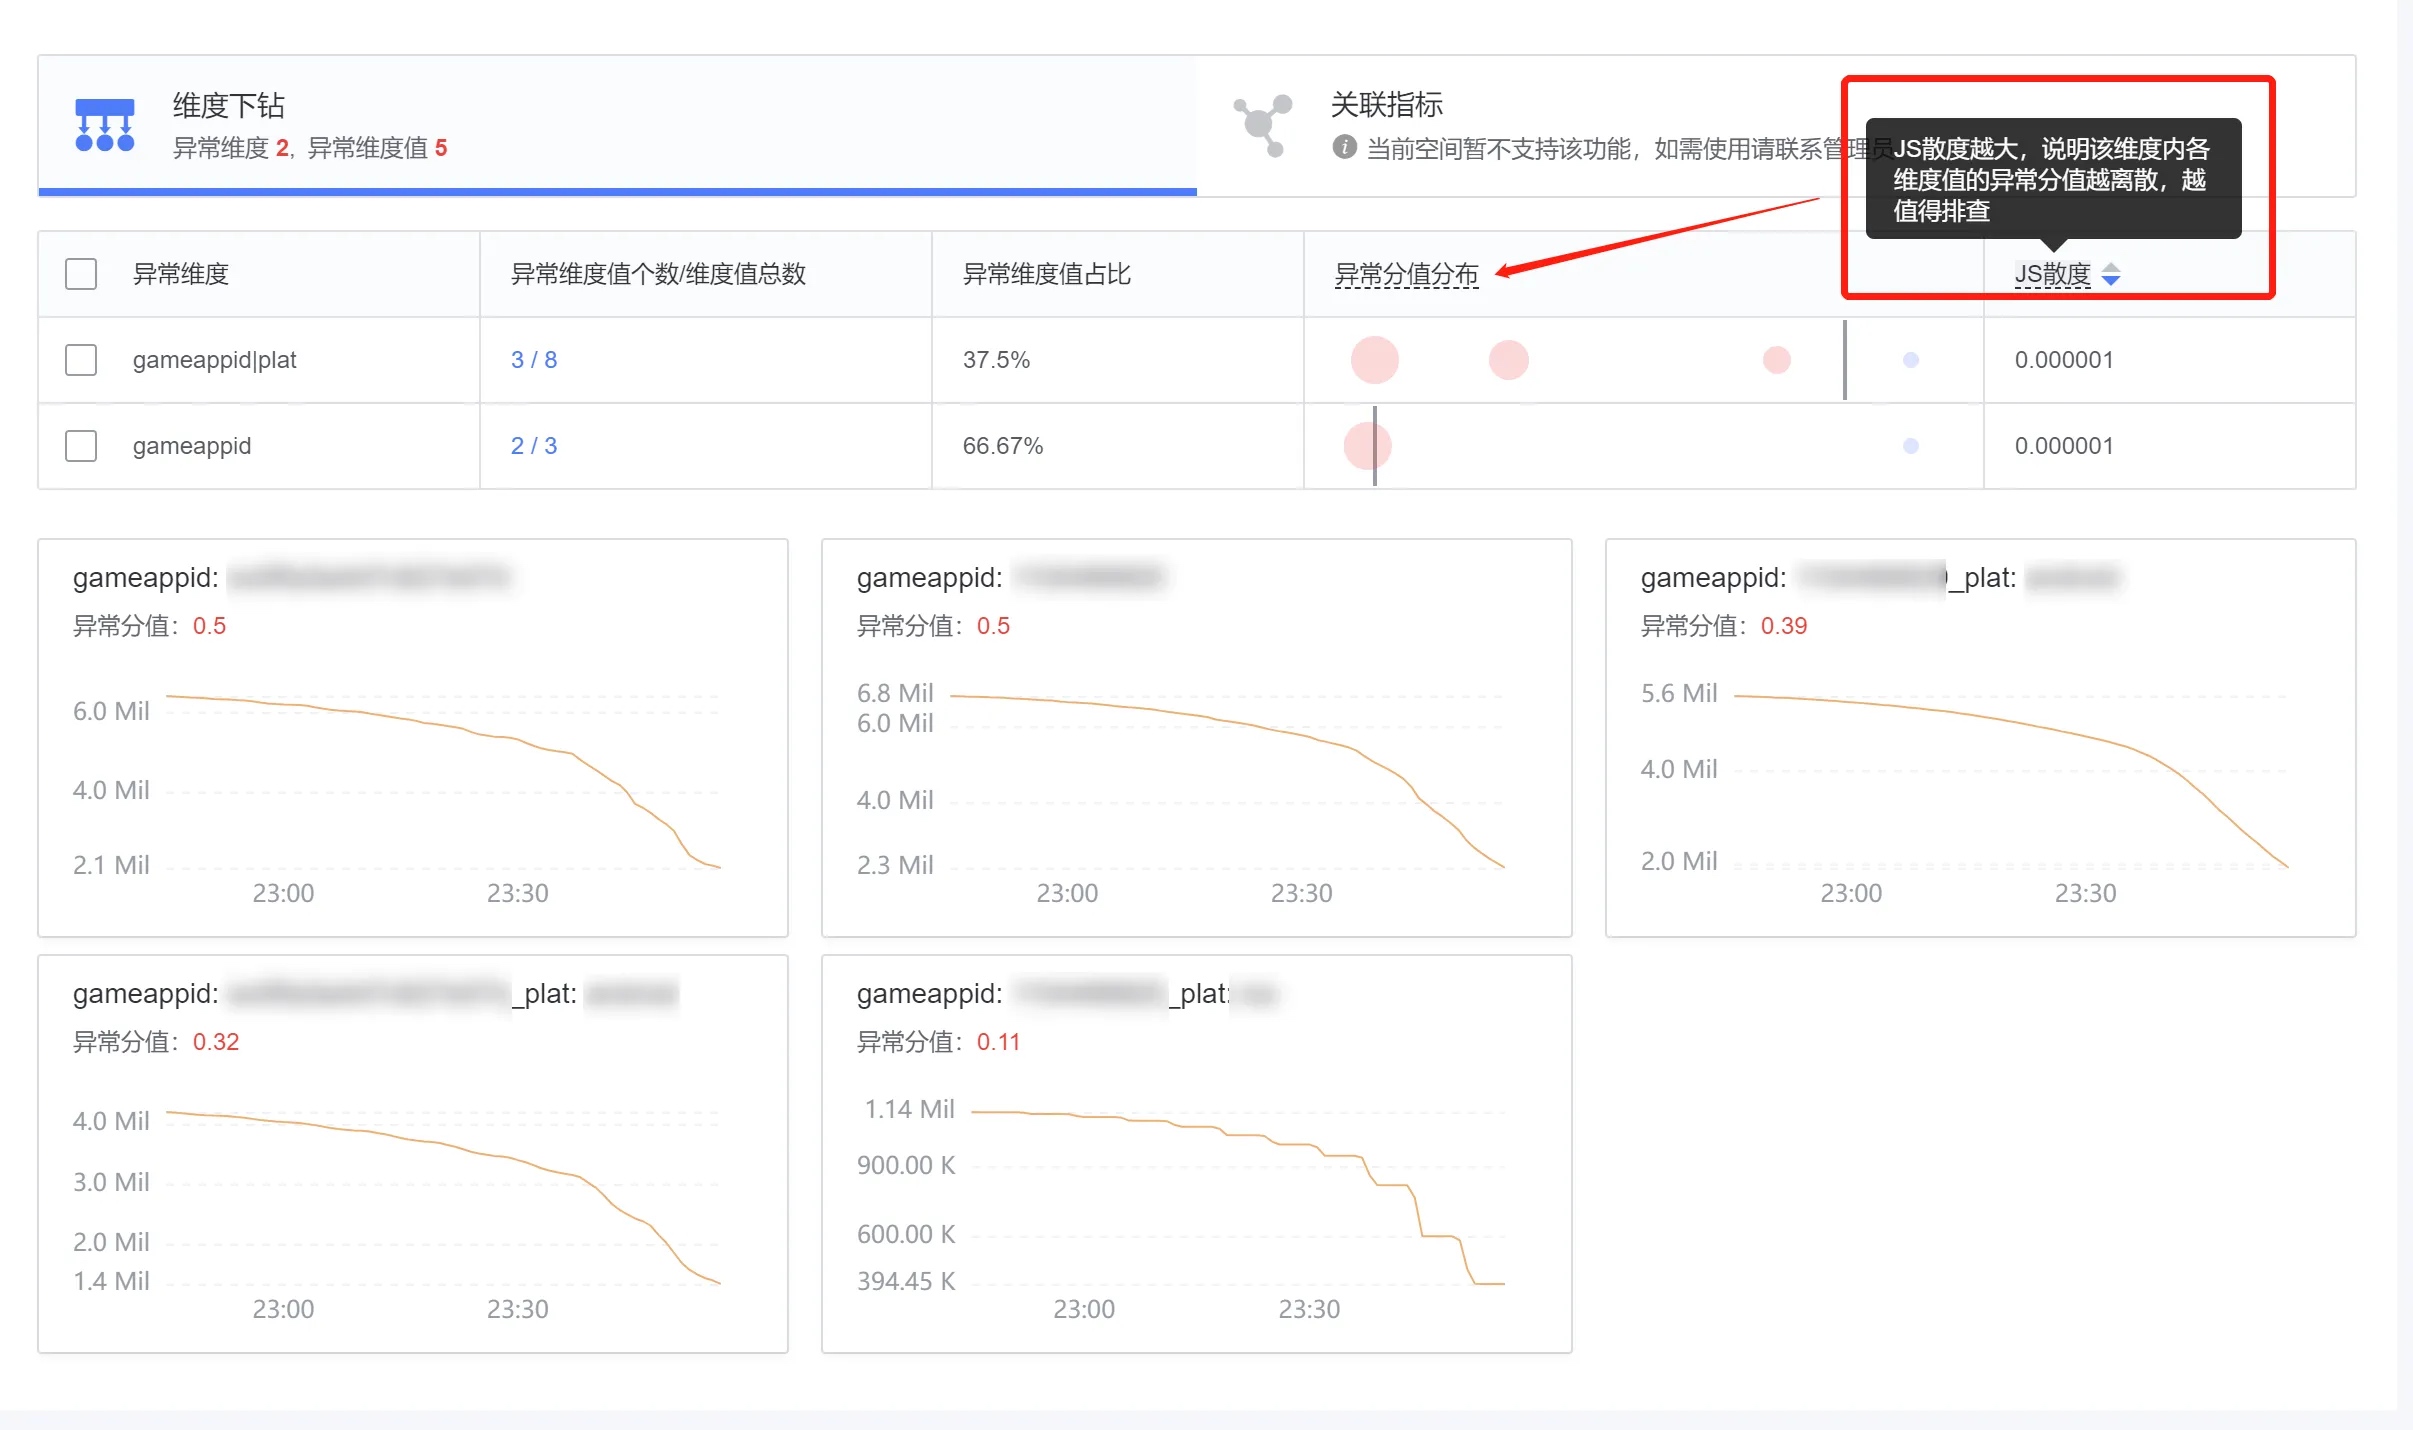 维度下钻
异常维度 2, 异常维度值 5
关联指标
当前空间暂不支持该功能，如需使用请联系管理员
JS散度越大，说明该维度内各
维度值的异常分值越离散，越
值得排查
异常维度
异常维度值个数/维度值总数
异常维度值占比
异常分值分布
JS散度
gameappid|plat
3 / 8
37.5%
0.000001
gameappid
2 / 3
66.67%
0.000001
gameappid:
异常分值：0.5
6.0 Mil
4.0 Mil
2.1 Mil
23:00
23:30
gameappid:
异常分值：0.5
6.8 Mil
6.0 Mil
4.0 Mil
2.3 Mil
23:00
23:30
gameappid: _plat:
异常分值：0.39
5.6 Mil
4.0 Mil
2.0 Mil
23:00
23:30
gameappid: _plat:
异常分值：0.32
4.0 Mil
3.0 Mil
2.0 Mil
1.4 Mil
23:00
23:30
gameappid: _plat:
异常分值：0.11
1.14 Mil
900.00 K
600.00 K
394.45 K
23:00
23:30